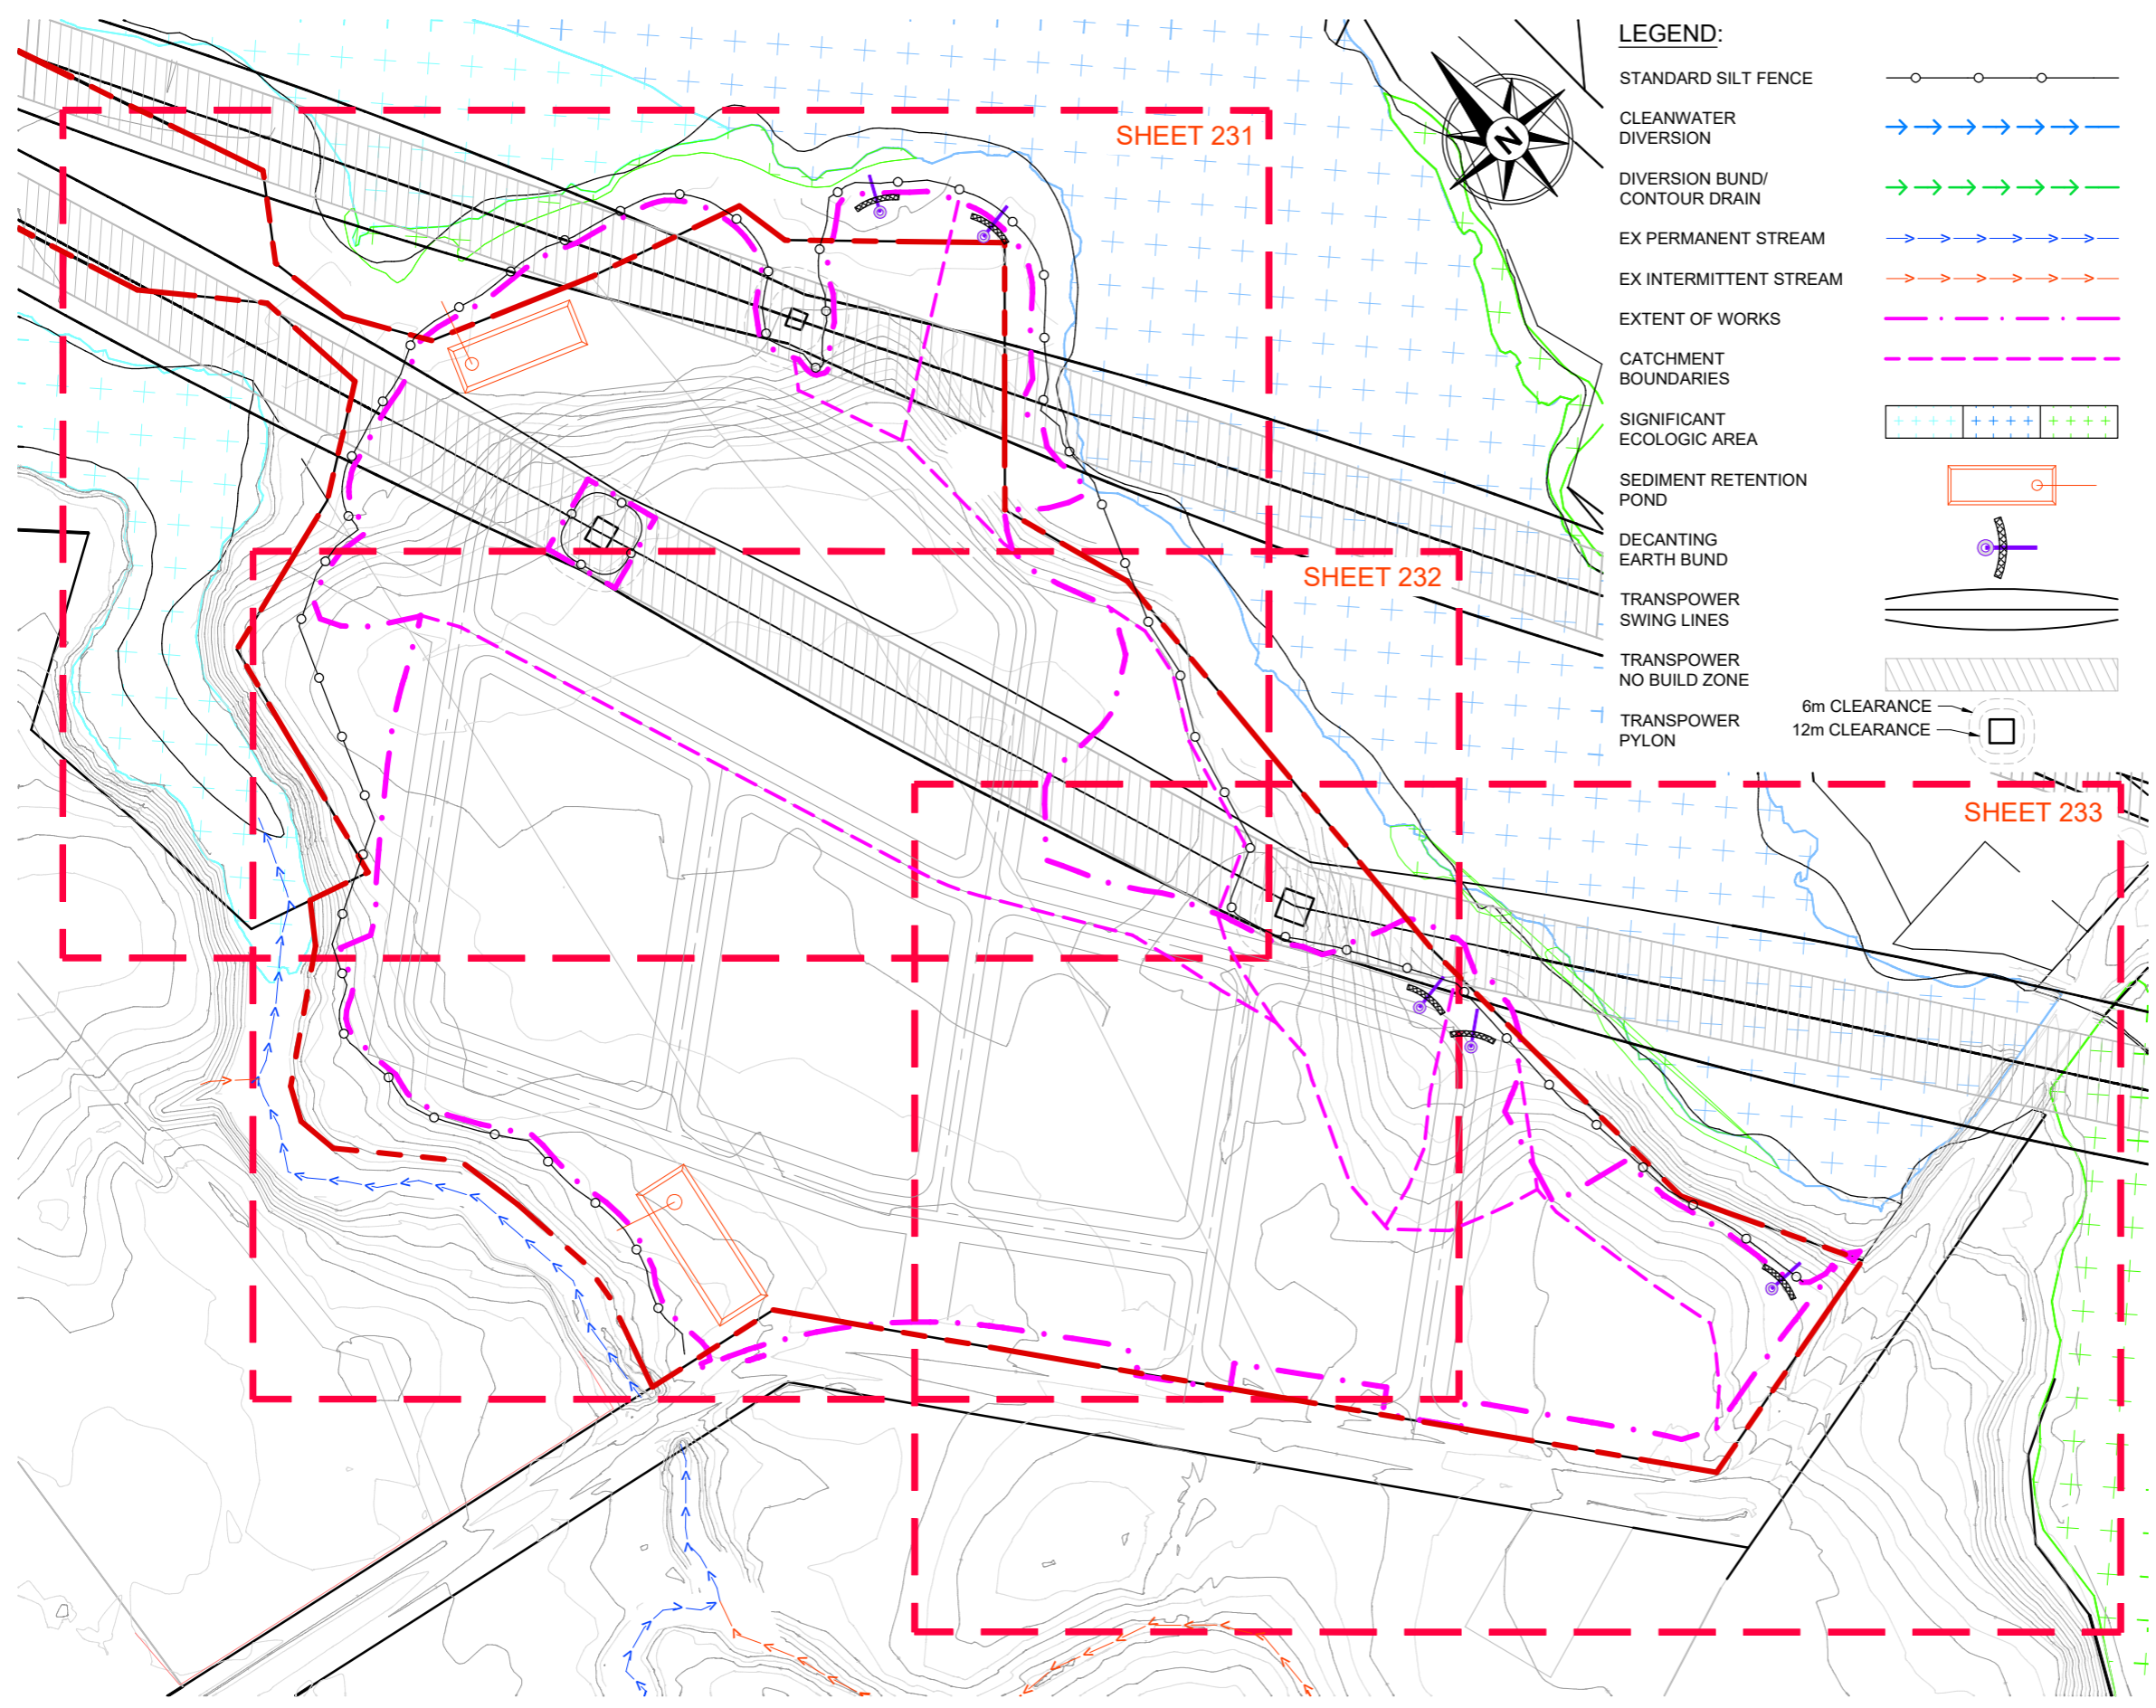 LEGEND:
STANDARD SILT FENCE
CLEANWATER
DIVERSION
DIVERSION BUND/
CONTOUR DRAIN
EX PERMANENT STREAM
EX INTERMITTENT STREAM
EXTENT OF WORKS
CATCHMENT
BOUNDARIES
SIGNIFICANT
ECOLOGIC AREA
SEDIMENT RETENTION
POND
DECANTING
EARTH BUND
TRANSPOWER
SWING LINES
TRANSPOWER
NO BUILD ZONE
TRANSPOWER
PYLON
6m CLEARANCE
12m CLEARANCE
N
SHEET 231
SHEET 232
SHEET 233